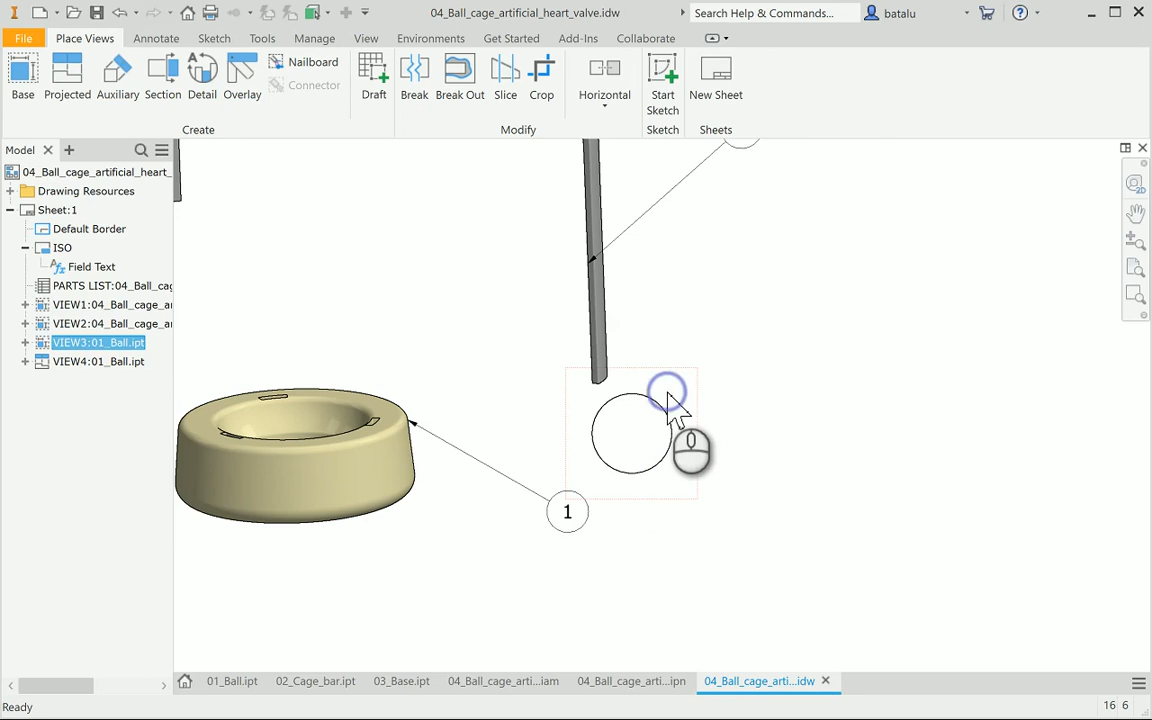 04_Ball_cage_artificial_heart_valve.idw
Search Help & Commands...
batalu
File
Place Views
Annotate
Sketch
Tools
Manage
View
Environments
Get Started
Add-Ins
Collaborate
Base
Projected
Auxiliary
Section
Detail
Overlay
Nailboard
Connector
Draft
Break
Break Out
Slice
Crop
Horizontal
Start
Sketch
New Sheet
Create
Modify
Sketch
Sheets
Model
04_Ball_cage_artificial_heart_
Drawing Resources
Sheet:1
Default Border
ISO
Field Text
PARTS LIST:04_Ball_cag
VIEW1:04_Ball_cage_ar
VIEW2:04_Ball_cage_ar
VIEW3:01_Ball.ipt
VIEW4:01_Ball.ipt
2D
1
0
01_Ball.ipt
02_Cage_bar.ipt
03_Base.ipt
04_Ball_cage_arti...iam
04_Ball_cage_arti...ipn
04_Ball_cage_arti...idw
Ready
16 6